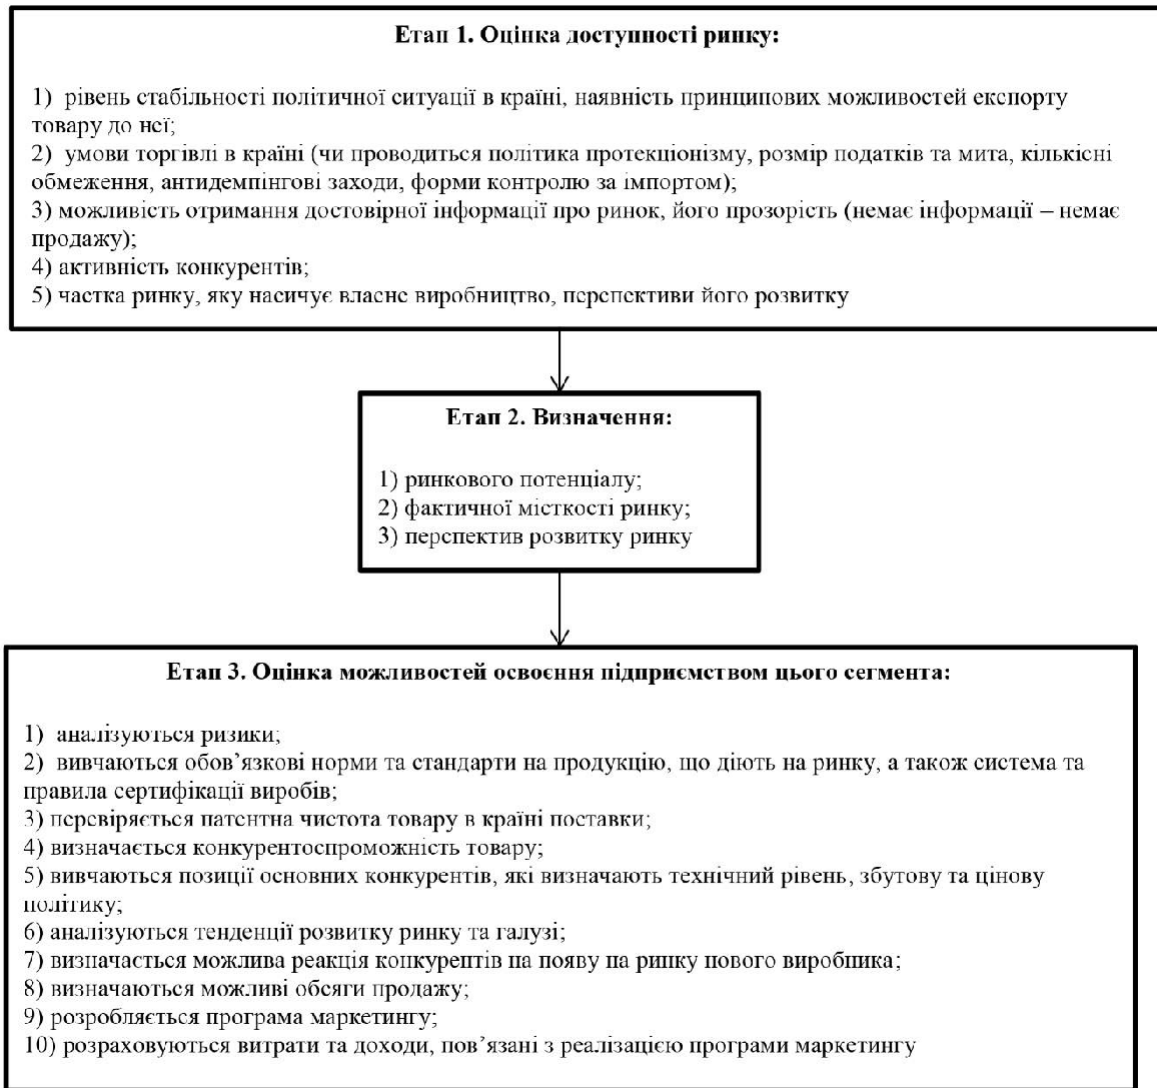 Етап 1. Оцінка доступності ринку:
1) рівень стабільності політичної ситуації в країні, наявність принципових можливостей експорту
товару до неї;
2) умови торгівлі в країні (чи проводиться політика протекціонізму, розмір податків та мита, кількісні
обмеження, антидемпінгові заходи, форми контролю за імпортом);
3) можливість отримання достовірної інформації про ринок, його прозорість (немає інформації – немає
продажу);
4) активність конкурентів;
5) частка ринку, яку насичує власне виробництво, перспективи його розвитку
Етап 2. Визначення:
1) ринкового потенціалу;
2) фактичної місткості ринку;
3) перспектив розвитку ринку
Етап 3. Оцінка можливостей освоєння підприємством цього сегмента:
1) аналізуються ризики;
2) вивчаються обов’язкові норми та стандарти на продукцію, що діють на ринку, а також система та
правила сертифікації виробів;
3) перевіряється патентна чистота товару в країні поставки;
4) визначається конкурентоспроможність товару;
5) вивчаються позиції основних конкурентів, які визначають технічний рівень, збутову та цінову
політику;
6) аналізуються тенденції розвитку ринку та галузі;
7) визначається можлива реакція конкурентів на появу на ринку нового виробника;
8) визначаються можливі обсяги продажу;
9) розробляється програма маркетингу;
10) розраховуються витрати та доходи, пов’язані з реалізацією програми маркетингу